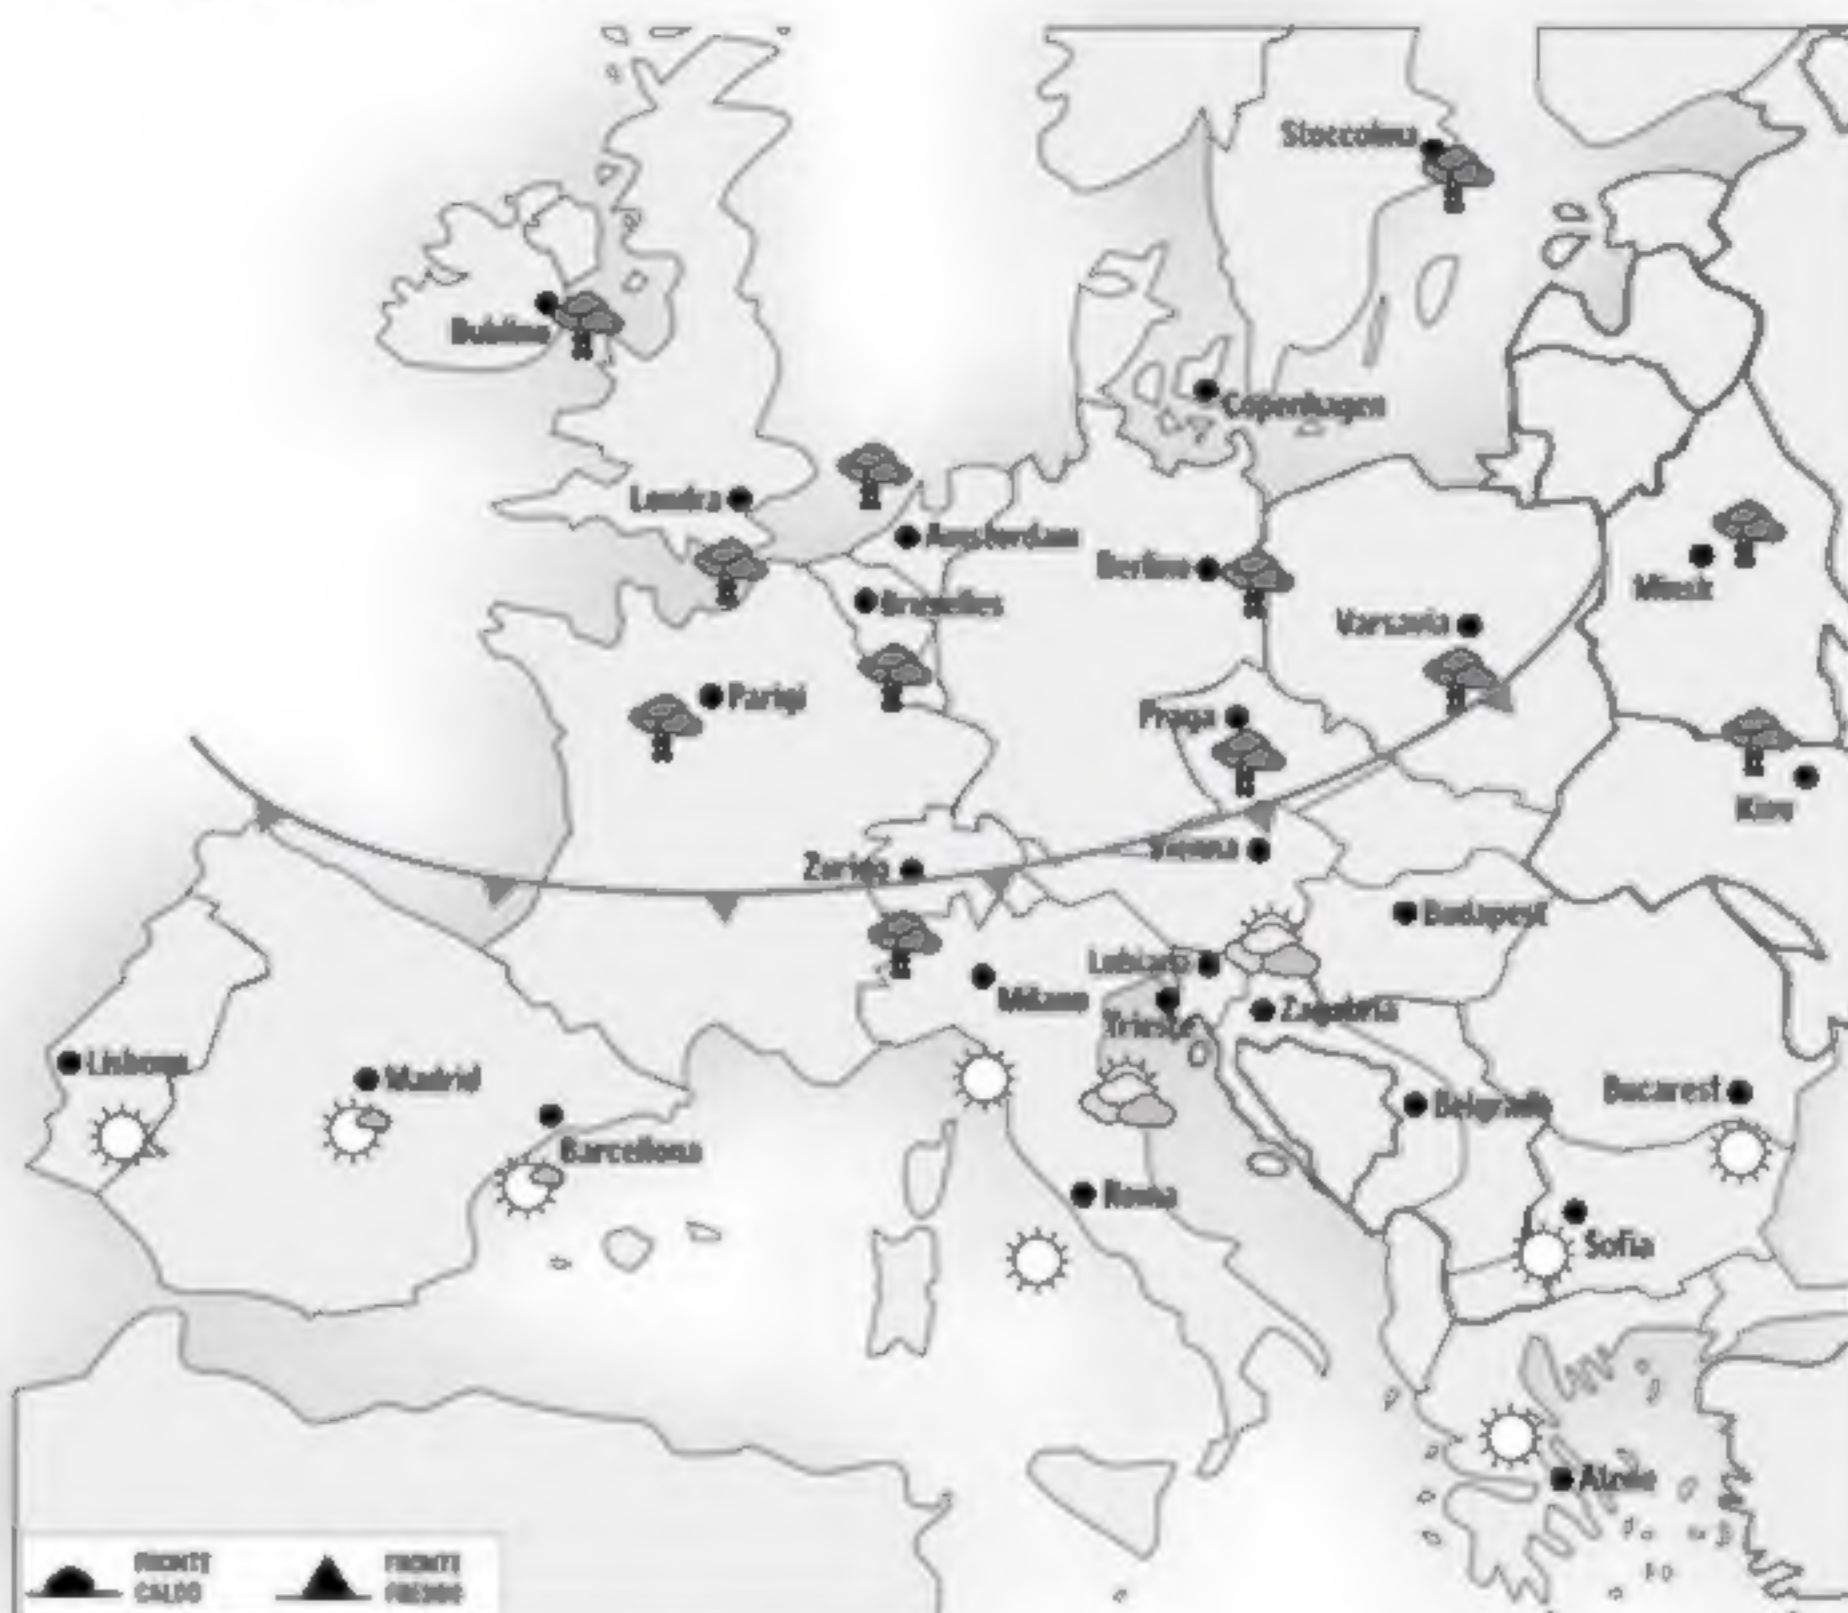 Stoccolma
Dublino
Copenhagen
Londra
Amsterdam
Berlino
Minsk
Bruxelles
Varsavia
Parigi
Praga
Kiev
Vienna
Zurigo
Budapest
Lubiana
Milano
Zagabria
Trieste
Lisbona
Madrid
Bucarest
Belgrado
Barcellona
Roma
Sofia
Atene
FRONTE
CALDO
FRONTE
FREDDO